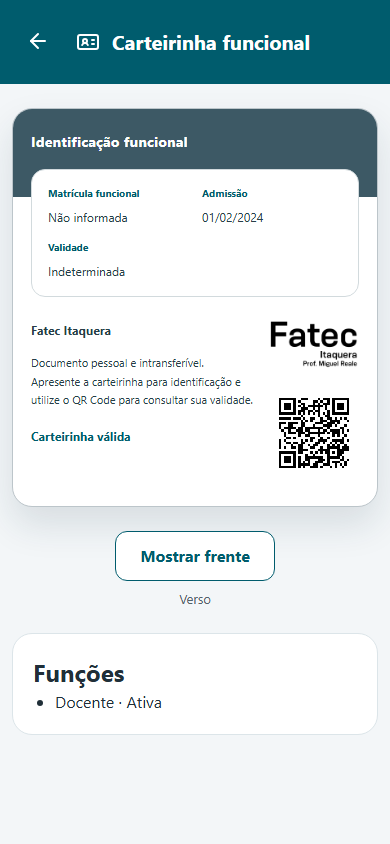 Carteirinha funcional
Identificação funcional
Matrícula funcional
Não informada
Admissão
01/02/2024
Validade
Indeterminada
Fatec Itaquera
Documento pessoal e intransferível.
Apresente a carteirinha para identificação e
utilize o QR Code para consultar sua validade.
Carteirinha válida
Fatec
Itaquera
Prof. Miguel Reale
Mostrar frente
Verso
Funções
• Docente · Ativa